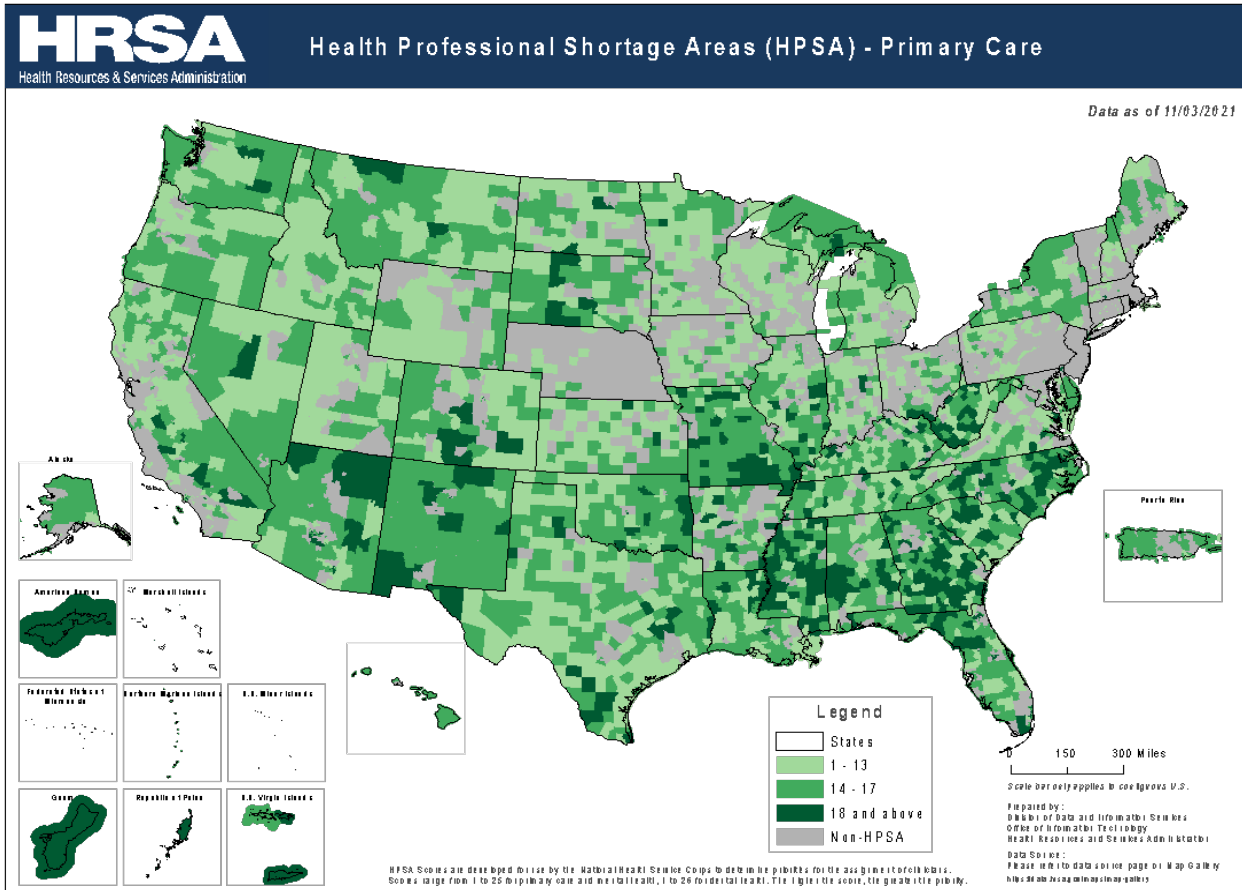 HRSA
Health Resources & Services Administration
Health Professional Shortage Areas (HPSA) - Primary Care
Data as of 11/03/2021
Alaska
Puerto Rico
American Samoa
Marshall Islands
Federated States of
Micronesia
Northern Mariana Islands
U.S. Minor Islands
Guam
Republic of Palau
U.S. Virgin Islands
Legend
States
1 - 13
14 - 17
18 and above
Non-HPSA
0 150 300 Miles
Scale bar only applies to contiguous U.S.
Prepared by:
Division of Data and Information Services
Office of Information Technology
Health Resources and Services Administration
Data Source:
Please refer to data source page on Map Gallery
HPSA Scores are developed for use by the National Health Service Corps to determine priorities for the assignment of clinicians.
Scores range from 1 to 25 for primary care and mental health, 1 to 26 for dental health. The higher the score, the greater the priority.